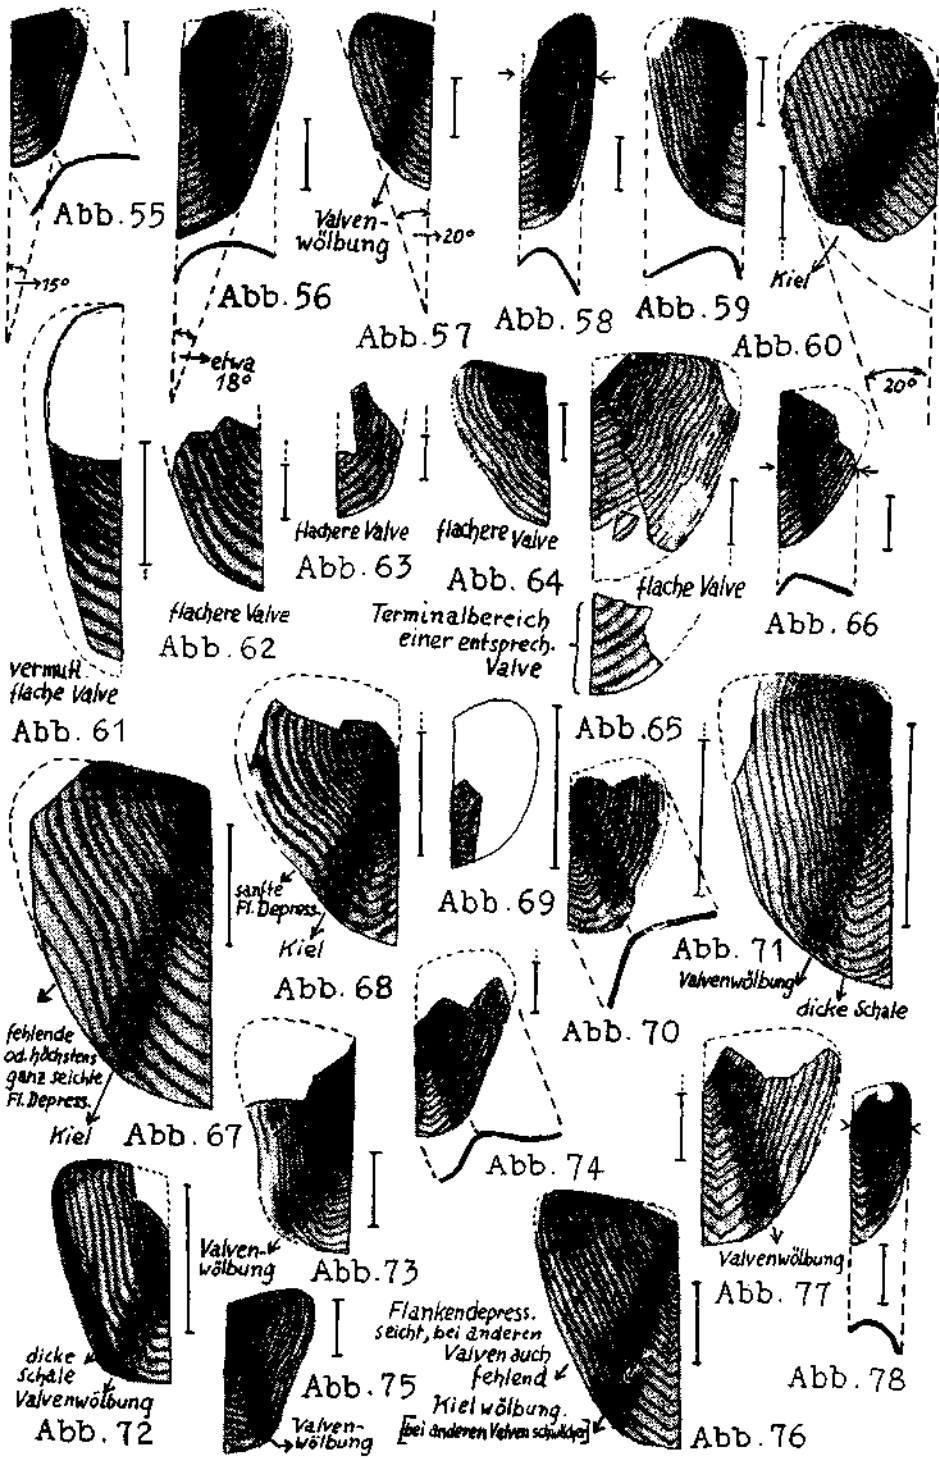 Abb. 55
→15°
Abb. 56
etwa
18°
Valven-
wölbung
→20°
Abb. 57
Abb. 58
Abb. 59
Kiel
Abb. 60
20°
vermutl.
flache Valve
Abb. 61
flachere Valve
Abb. 62
flachere Valve
Abb. 63
flachere Valve
Abb. 64
flache Valve
Terminalbereich
einer entsprech.
Valve
Abb. 65
Abb. 66
fehlende
od. höchstens
ganz seichte
Fl. Depress.
Kiel
Abb. 67
sanfte
Fl. Depress.
Kiel
Abb. 68
Abb. 69
Abb. 70
Abb. 71
Valvenwölbung
dicke Schale
dicke
Schale
Valvenwölbung
Abb. 72
Valven-
wölbung
Abb. 73
Abb. 74
Abb. 75
Valven-
wölbung
Flankendepress.
seicht, bei anderen
Valven auch
fehlend
Kielwölbung.
[bei anderen Valven schwächer]
Abb. 76
Valvenwölbung
Abb. 77
Abb. 78